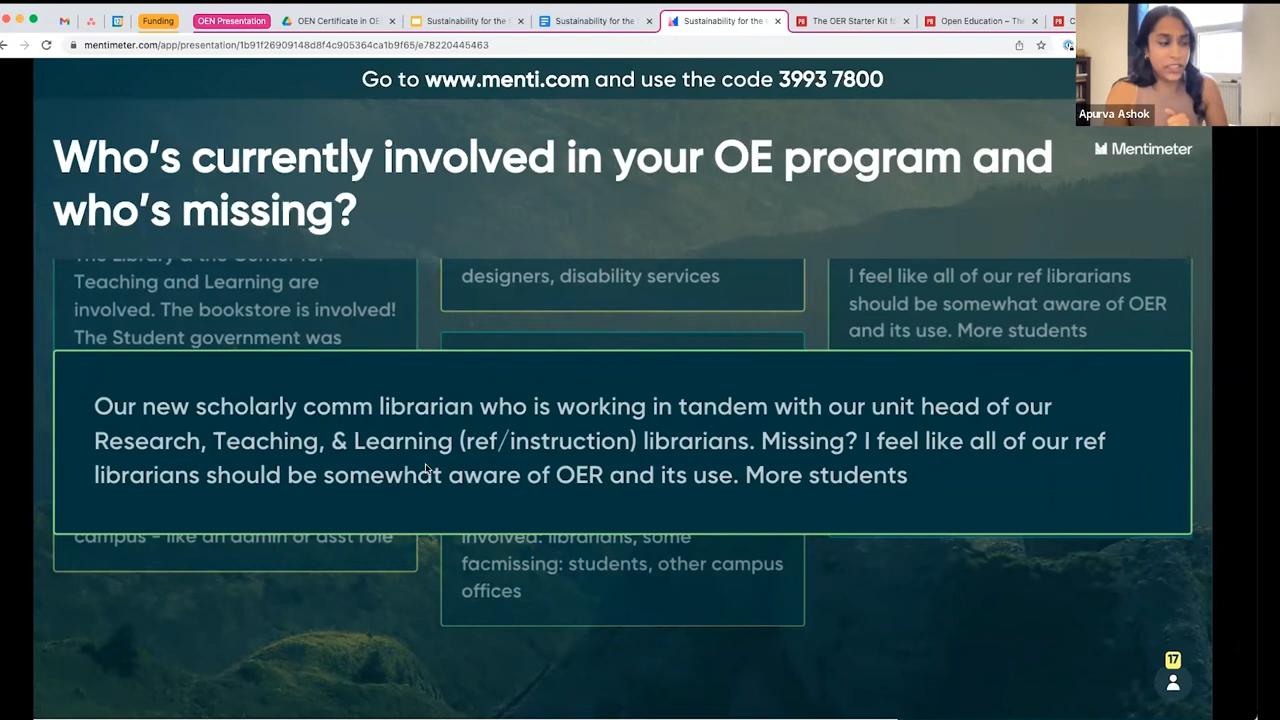 Funding
OEN Presentation
OEN Certificate in OE
Sustainability for the
Sustainability for the
Sustainability for the
The OER Starter Kit
Open Education – The
mentimeter.com/app/presentation/1b91f26909148d8f4c905364ca1b9f65/e78220445463
Go to www.menti.com and use the code 3993 7800
Apurva Ashok
Mentimeter
Who's currently involved in your OE program and
who's missing?
The Library & the Center for
Teaching and Learning are
involved. The bookstore is involved!
The Student government was
designers, disability services
I feel like all of our ref librarians
should be somewhat aware of OER
and its use. More students
Our new scholarly comm librarian who is working in tandem with our unit head of our
Research, Teaching, & Learning (ref/instruction) librarians. Missing? I feel like all of our ref
librarians should be somewhat aware of OER and its use. More students
campus - like an admin or asst role
involved: librarians, some
facmissing: students, other campus
offices
17